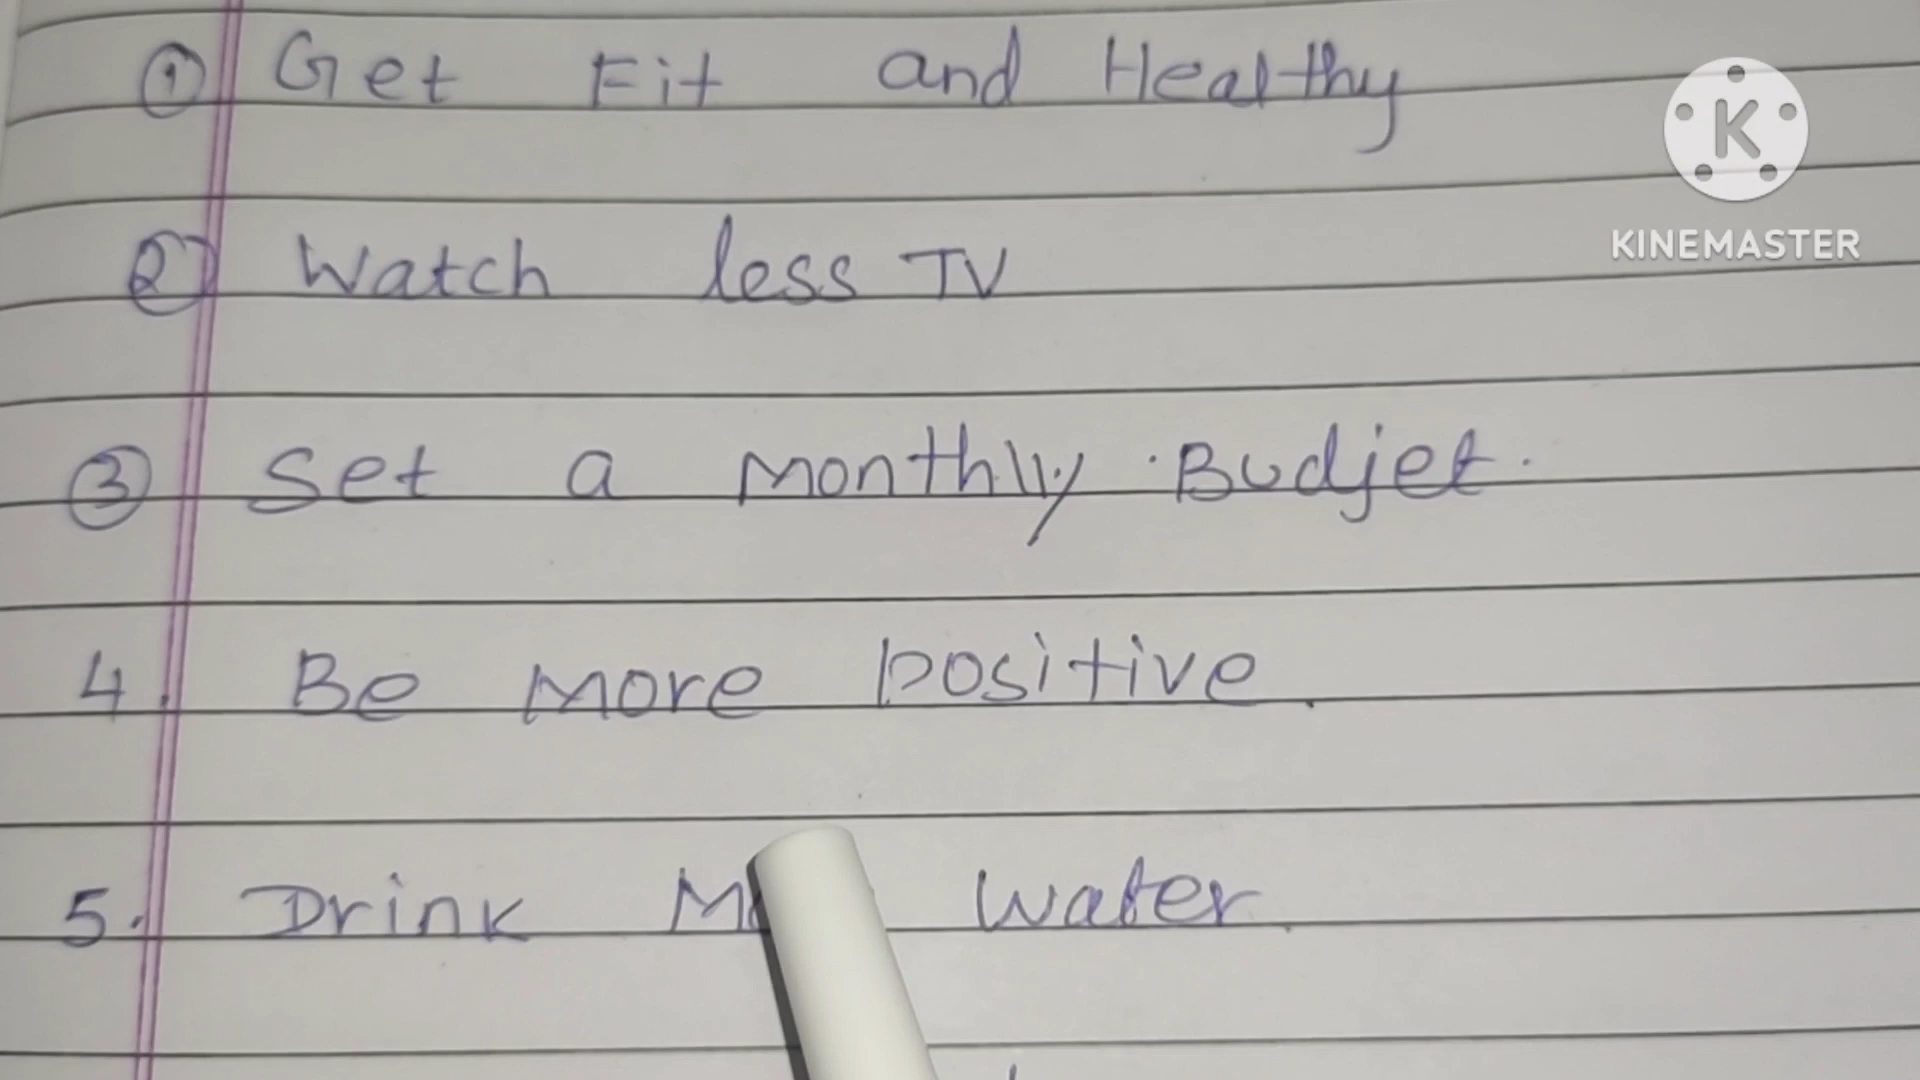 ① Get Fit and Healthy
② Watch less TV
③ Set a Monthly Budjet.
4. Be More positive.
5. Drink Water.
K
KINEMASTER